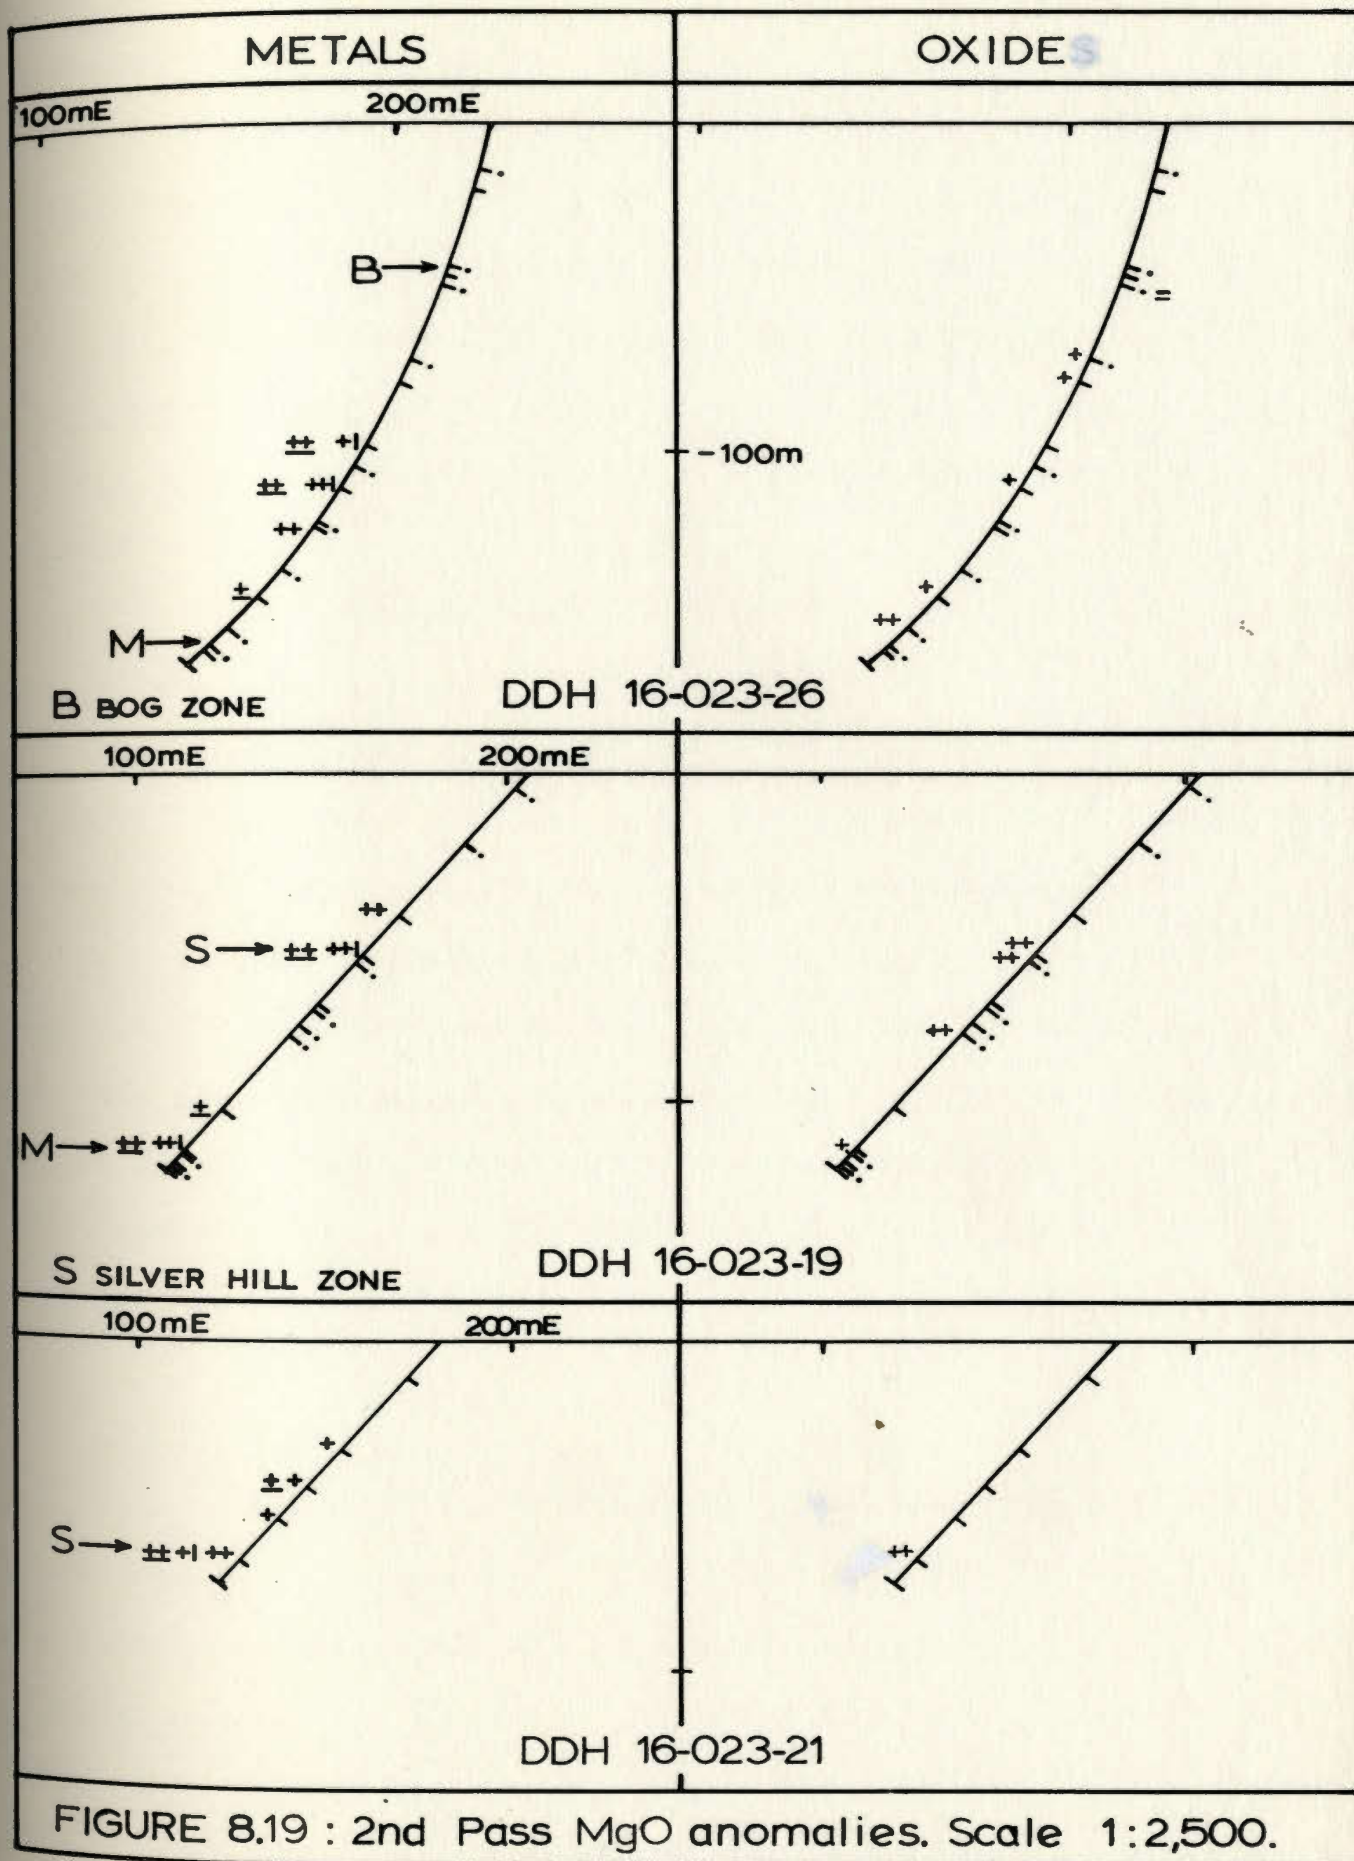 METALS OXIDES
100mE 200mE
B
-100m
M
B BOG ZONE DDH 16-023-26
100mE 200mE
S
M
S SILVER HILL ZONE DDH 16-023-19
100mE 200mE
S
DDH 16-023-21
FIGURE 8.19 : 2nd Pass MgO anomalies. Scale 1:2,500.